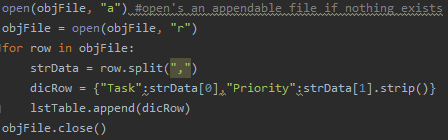 open(objFile, "a") #open's an appendable file if nothing exists
objFile = open(objFile, "r")
for row in objFile:
    strData = row.split(",")
    dicRow = {"Task":strData[0],"Priority":strData[1].strip()}
    lstTable.append(dicRow)
objFile.close()